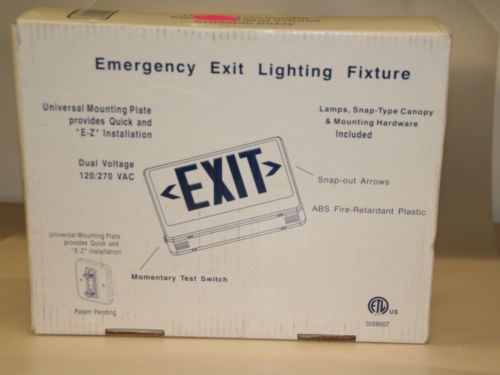 Emergency Exit Lighting Fixture
Universal Mounting Plate
provides Quick and
"E-Z" Installation
Lamps, Snap-Type Canopy
& Mounting Hardware
Included
Dual Voltage
120/270 VAC
<EXIT>
Snap-out Arrows
ABS Fire-Retardant Plastic
Universal Mounting Plate
provides Quick and
"E-Z" Installation
Momentary Test Switch
Patent Pending
ETL US
3059507